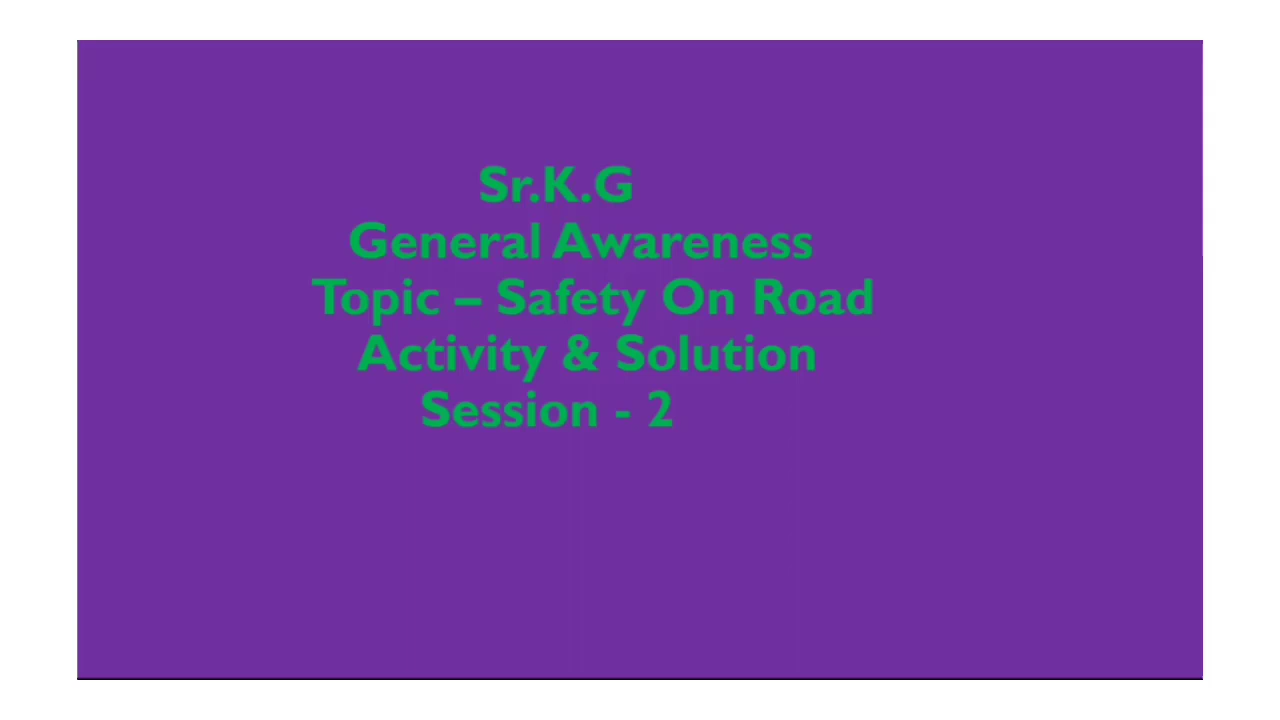 Sr.K.G
General Awareness
Topic – Safety On Road
Activity & Solution
Session - 2